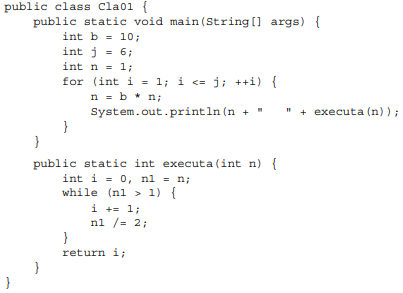 public class Cla01 {
    public static void main(String[] args) {
        int b = 10;
        int j = 6;
        int n = 1;
        for (int i = 1; i <= j; ++i) {
            n = b * n;
            System.out.println(n + "   " + executa(n));
        }
    }

    public static int executa(int n) {
        int i = 0, n1 = n;
        while (n1 > 1) {
            i += 1;
            n1 /= 2;
        }
        return i;
    }
}